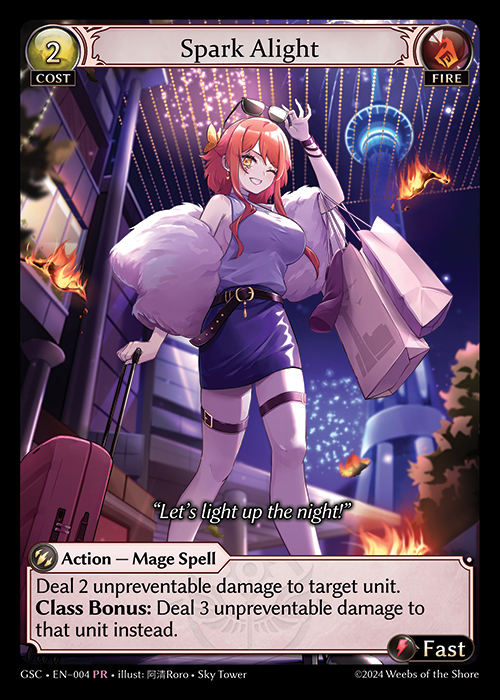 2
Spark Alight
COST
FIRE
“Let’s light up the night!”
Action — Mage Spell
Deal 2 unpreventable damage to target unit.
Class Bonus: Deal 3 unpreventable damage to
that unit instead.
Fast
GSC • EN–004 PR • illust: 阿清Roro • Sky Tower
©2024 Weebs of the Shore